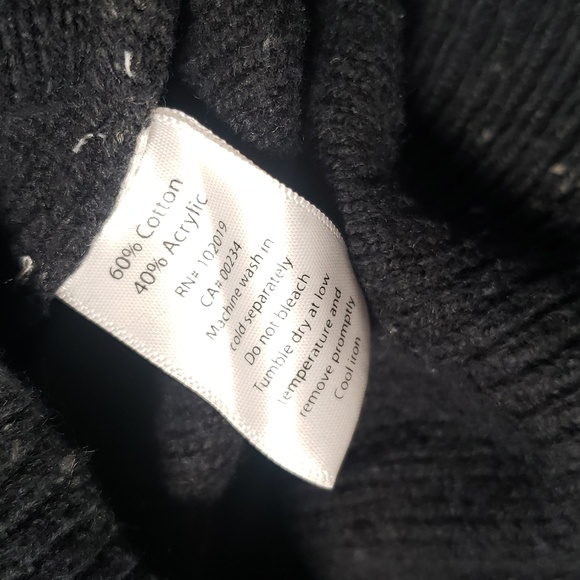 60% Cotton
40% Acrylic
RN# 102019
CA# 00234
Machine wash in
cold separately
Do not bleach
Tumble dry at low
temperature and
remove promptly
Cool iron